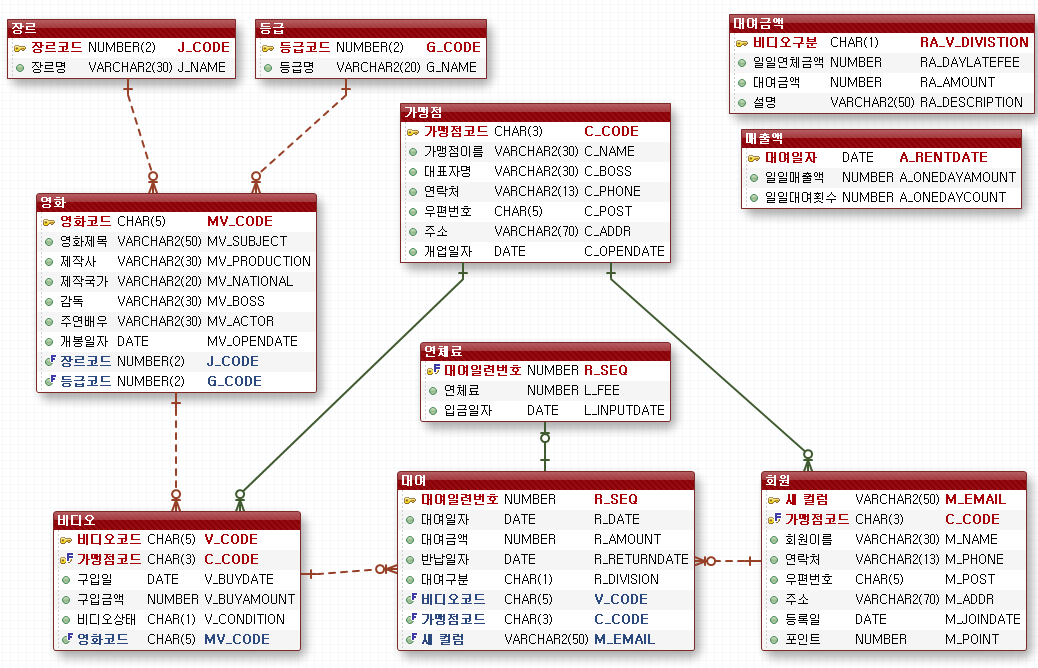 장르
장르코드 NUMBER(2) J_CODE
장르명 VARCHAR2(30) J_NAME
등급
등급코드 NUMBER(2) G_CODE
등급명 VARCHAR2(20) G_NAME
대여금액
비디오구분 CHAR(1) RA_V_DIVISTION
일일연체금액 NUMBER RA_DAYLATEFEE
대여금액 NUMBER RA_AMOUNT
설명 VARCHAR2(50) RA_DESCRIPTION
가맹점
가맹점코드 CHAR(3) C_CODE
가맹점이름 VARCHAR2(30) C_NAME
대표자명 VARCHAR2(30) C_BOSS
연락처 VARCHAR2(13) C_PHONE
우편번호 CHAR(5) C_POST
주소 VARCHAR2(70) C_ADDR
개업일자 DATE C_OPENDATE
매출액
대여일자 DATE A_RENTDATE
일일매출액 NUMBER A_ONEDAYAMOUNT
일일대여횟수 NUMBER A_ONEDAYCOUNT
영화
영화코드 CHAR(5) MV_CODE
영화제목 VARCHAR2(50) MV_SUBJECT
제작사 VARCHAR2(30) MV_PRODUCTION
제작국가 VARCHAR2(20) MV_NATIONAL
감독 VARCHAR2(30) MV_BOSS
주연배우 VARCHAR2(30) MV_ACTOR
개봉일자 DATE MV_OPENDATE
장르코드 NUMBER(2) J_CODE
등급코드 NUMBER(2) G_CODE
연체료
대여일련번호 NUMBER R_SEQ
연체료 NUMBER L_FEE
입금일자 DATE L_INPUTDATE
비디오
비디오코드 CHAR(5) V_CODE
가맹점코드 CHAR(3) C_CODE
구입일 DATE V_BUYDATE
구입금액 NUMBER V_BUYAMOUNT
비디오상태 CHAR(1) V_CONDITION
영화코드 CHAR(5) MV_CODE
대여
대여일련번호 NUMBER R_SEQ
대여일자 DATE R_DATE
대여금액 NUMBER R_AMOUNT
반납일자 DATE R_RETURNDATE
대여구분 CHAR(1) R_DIVISION
비디오코드 CHAR(5) V_CODE
가맹점코드 CHAR(3) C_CODE
새 컬럼 VARCHAR2(50) M_EMAIL
회원
새 컬럼 VARCHAR2(50) M_EMAIL
가맹점코드 CHAR(3) C_CODE
회원이름 VARCHAR2(30) M_NAME
연락처 VARCHAR2(13) M_PHONE
우편번호 CHAR(5) M_POST
주소 VARCHAR2(70) M_ADDR
등록일 DATE M_JOINDATE
포인트 NUMBER M_POINT